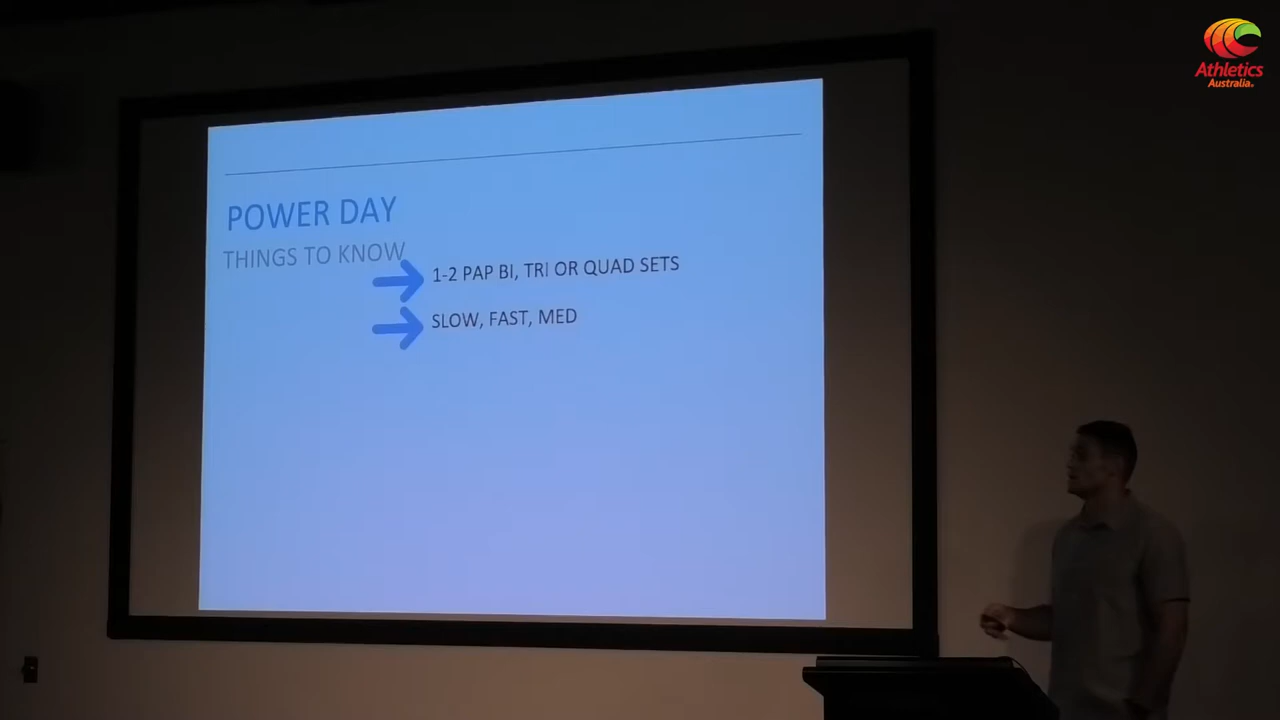 Athletics
Australia
POWER DAY
THINGS TO KNOW
1-2 PAP BI, TRI OR QUAD SETS
SLOW, FAST, MED